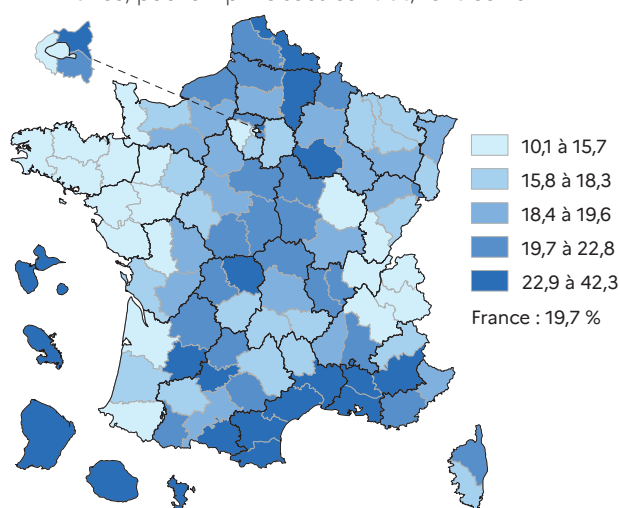 10,1 à 15,7
15,8 à 18,3
18,4 à 19,6
19,7 à 22,8
22,9 à 42,3
France : 19,7 %